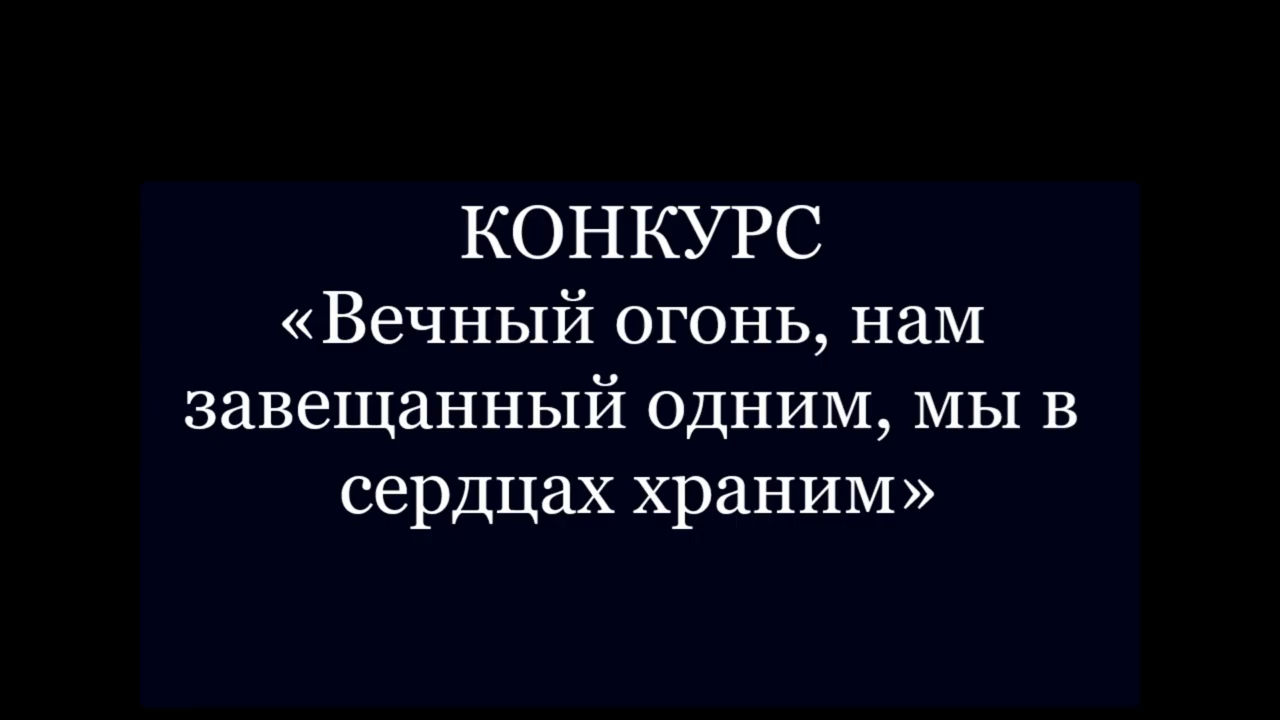 КОНКУРС
«Вечный огонь, нам
завещанный одним, мы в
сердцах храним»